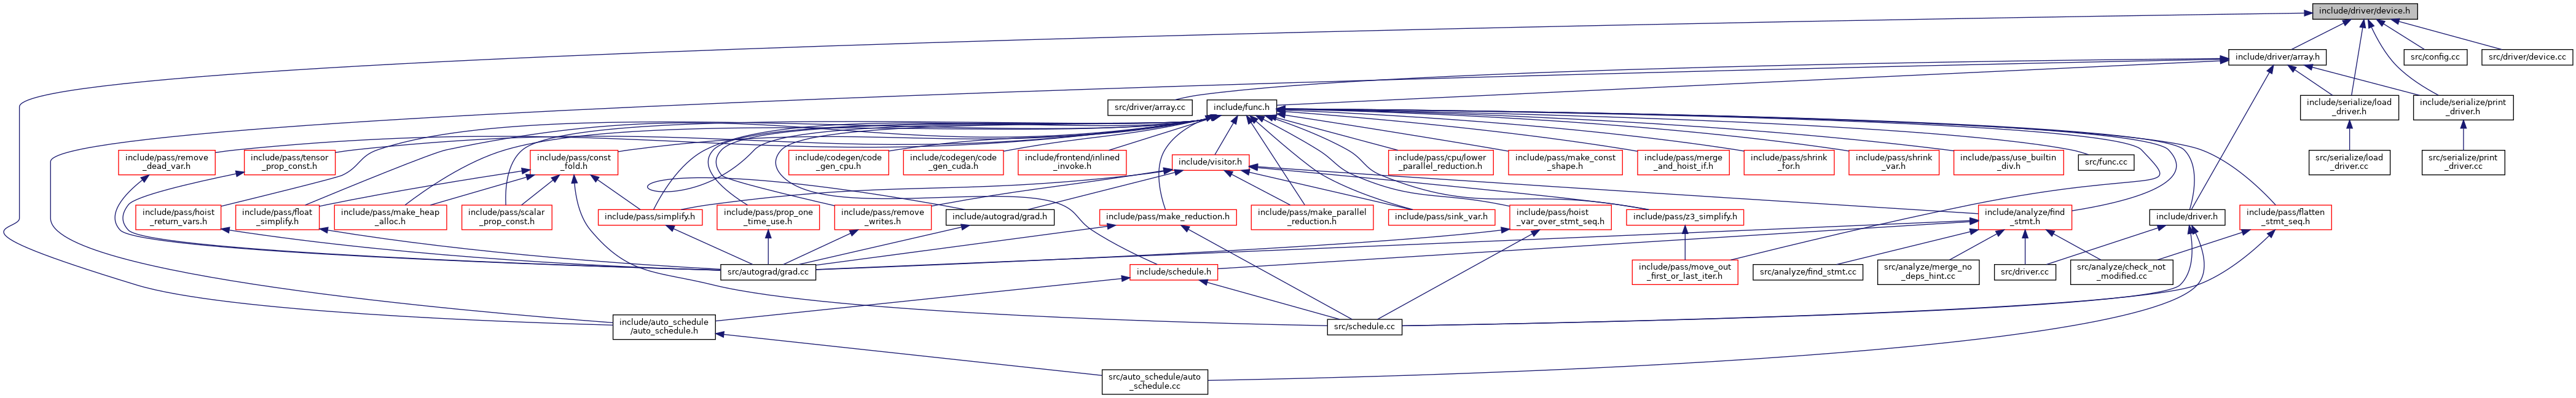 include/driver/device.h
include/driver/array.h
src/config.cc
src/driver/device.cc
src/driver/array.cc
include/func.h
include/serialize/load
_driver.h
include/serialize/print
_driver.h
include/pass/remove
_dead_var.h
include/pass/tensor
_prop_const.h
include/pass/const
_fold.h
include/codegen/code
_gen_cpu.h
include/codegen/code
_gen_cuda.h
include/frontend/inlined
_invoke.h
include/visitor.h
include/pass/cpu/lower
_parallel_reduction.h
include/pass/make_const
_shape.h
include/pass/merge
_and_hoist_if.h
include/pass/shrink
_for.h
include/pass/shrink
_var.h
include/pass/use_builtin
_div.h
src/func.cc
src/serialize/load
_driver.cc
src/serialize/print
_driver.cc
include/pass/hoist
_return_vars.h
include/pass/float
_simplify.h
include/pass/make_heap
_alloc.h
include/pass/scalar
_prop_const.h
include/pass/simplify.h
include/pass/prop_one
_time_use.h
include/pass/remove
_writes.h
include/autograd/grad.h
include/pass/make_reduction.h
include/pass/make_parallel
_reduction.h
include/pass/sink_var.h
include/pass/hoist
_var_over_stmt_seq.h
include/pass/z3_simplify.h
include/analyze/find
_stmt.h
include/driver.h
include/pass/flatten
_stmt_seq.h
src/autograd/grad.cc
include/schedule.h
include/pass/move_out
_first_or_last_iter.h
src/analyze/find_stmt.cc
src/analyze/merge_no
_deps_hint.cc
src/driver.cc
src/analyze/check_not
_modified.cc
include/auto_schedule
/auto_schedule.h
src/schedule.cc
src/auto_schedule/auto
_schedule.cc